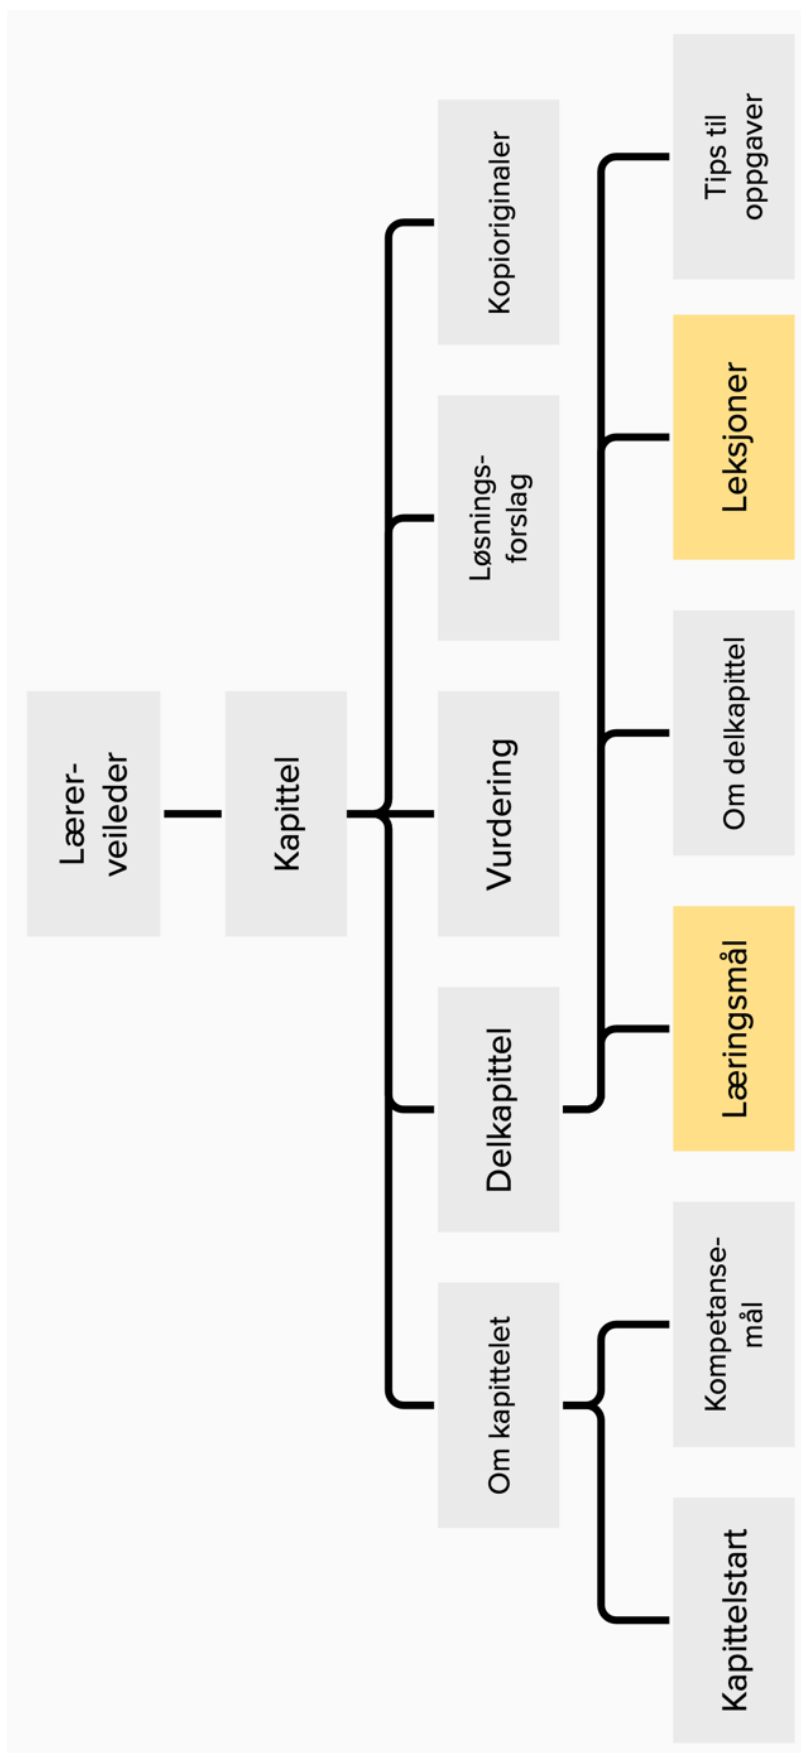 Lærer-
veileder
Kapittel
Om kapittelet
Delkapittel
Vurdering
Løsnings-
forslag
Kopioriginaler
Kapittelstart
Kompetanse-
mål
Læringsmål
Om delkapittel
Leksjoner
Tips til
oppgaver